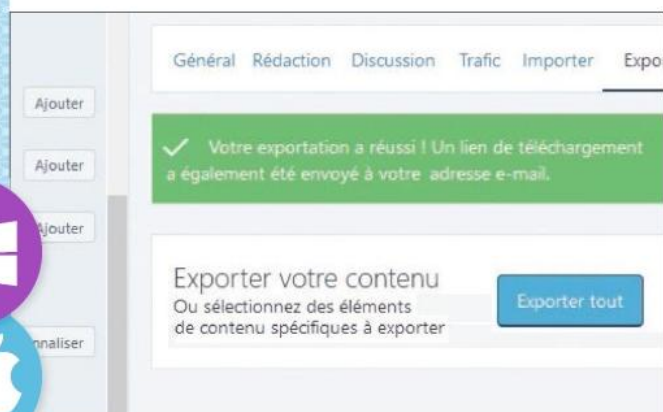 Général Rédaction Discussion Trafic Importer
Ajouter
Votre exportation a réussi ! Un lien de téléchargement
a également été envoyé à votre adresse e-mail.
Ajouter
Ajouter
Exporter votre contenu
Ou sélectionnez des éléments
de contenu spécifiques à exporter
Exporter tout